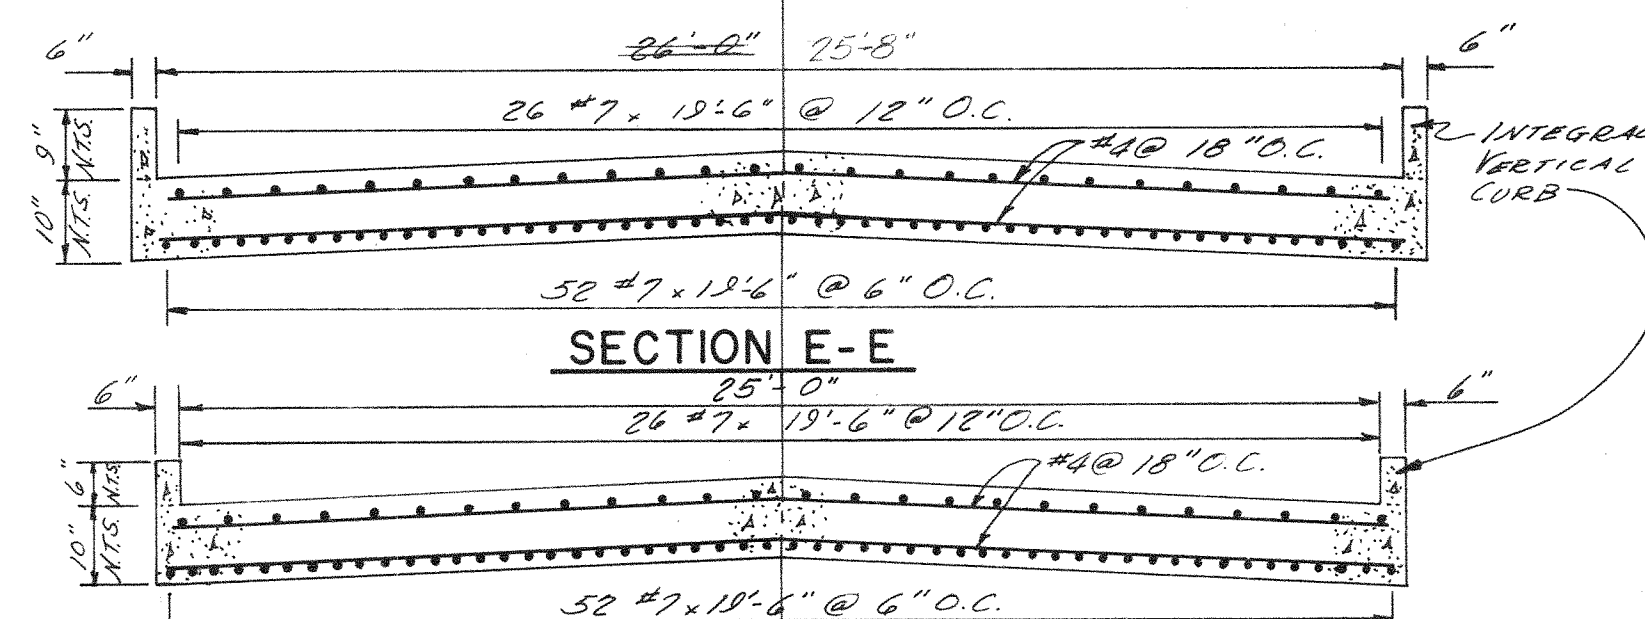 6" 26'-0" 25'-8" 6"
26 #7 x 19'-6" @ 12" O.C.
#4@ 18" O.C.
INTEGRAL
VERTICAL
CURB
9" N.T.S.
10" N.T.S.
52 #7 x 19'-6" @ 6" O.C.
SECTION E-E
6" 25'-0" 6"
26 #7 x 19'-6" @ 12" O.C.
#4@ 18" O.C.
6" N.T.S.
10" N.T.S.
52 #7 x 19'-6" @ 6" O.C.